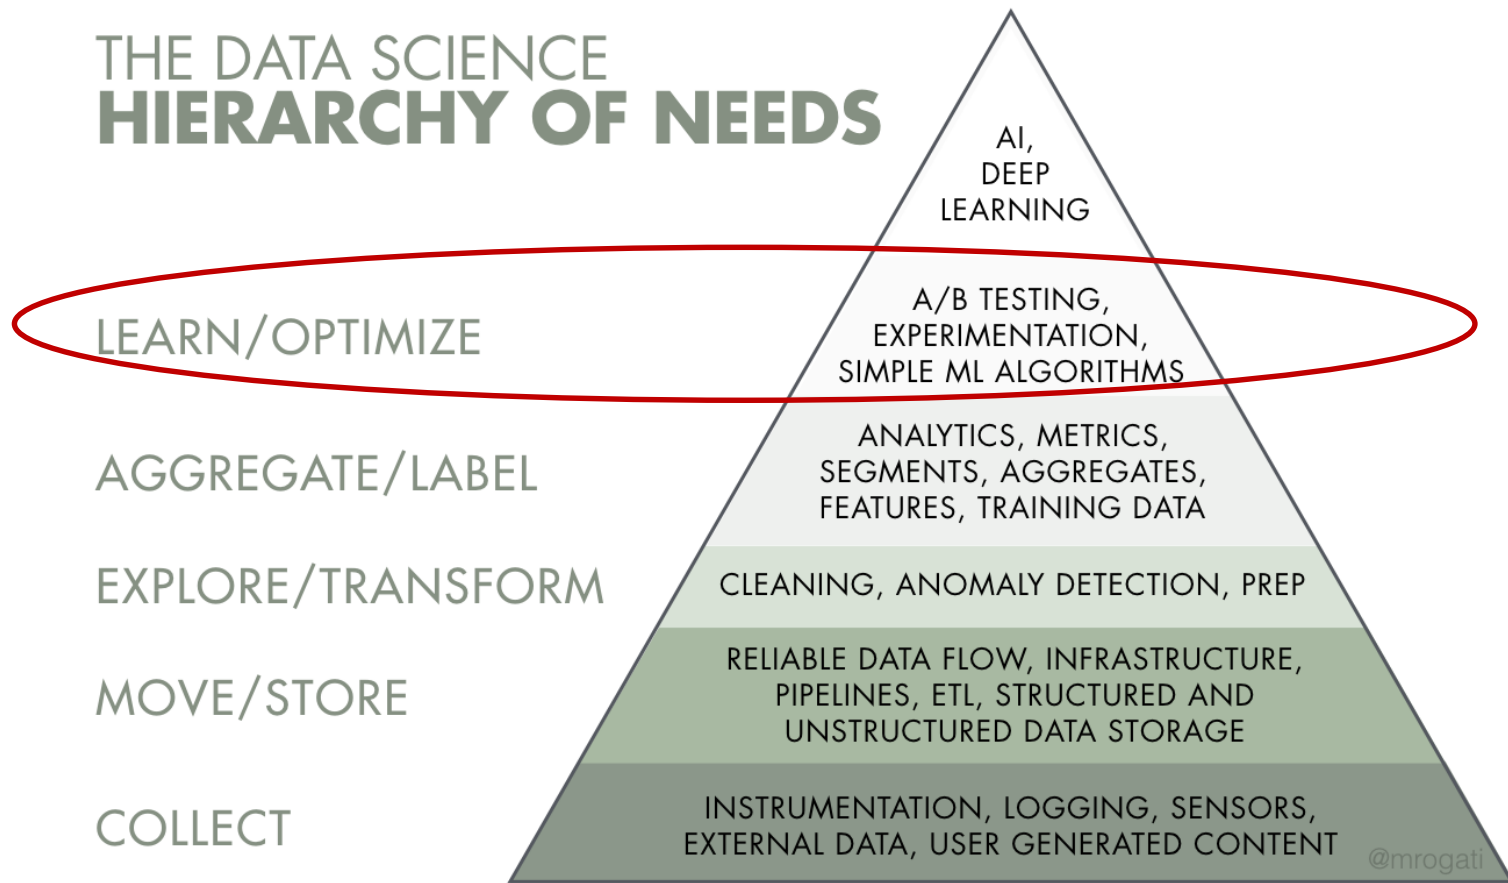 THE DATA SCIENCE
HIERARCHY OF NEEDS
AI,
DEEP
LEARNING
LEARN/OPTIMIZE
A/B TESTING,
EXPERIMENTATION,
SIMPLE ML ALGORITHMS
AGGREGATE/LABEL
ANALYTICS, METRICS,
SEGMENTS, AGGREGATES,
FEATURES, TRAINING DATA
EXPLORE/TRANSFORM
CLEANING, ANOMALY DETECTION, PREP
MOVE/STORE
RELIABLE DATA FLOW, INFRASTRUCTURE,
PIPELINES, ETL, STRUCTURED AND
UNSTRUCTURED DATA STORAGE
COLLECT
INSTRUMENTATION, LOGGING, SENSORS,
EXTERNAL DATA, USER GENERATED CONTENT
@mrogati